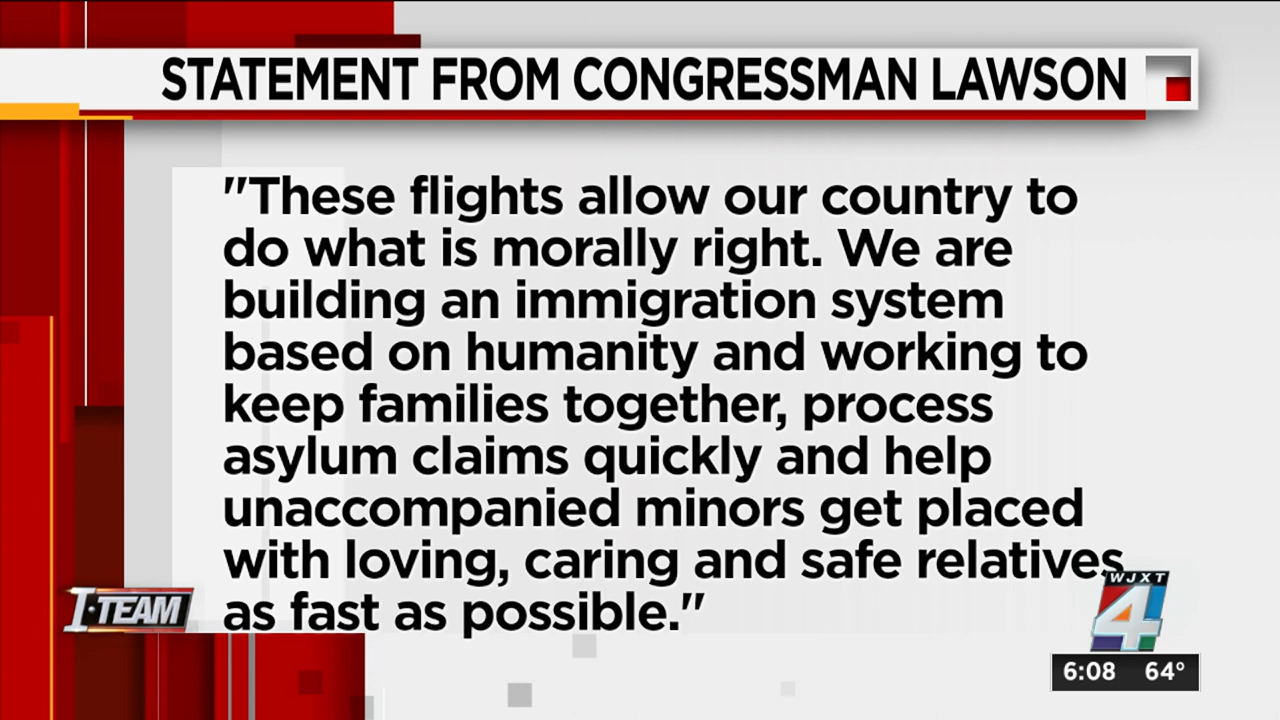 STATEMENT FROM CONGRESSMAN LAWSON
"These flights allow our country to
do what is morally right. We are
building an immigration system
based on humanity and working to
keep families together, process
asylum claims quickly and help
unaccompanied minors get placed
with loving, caring and safe relatives
as fast as possible."
I-TEAM
WJXT
4
6:08 64°